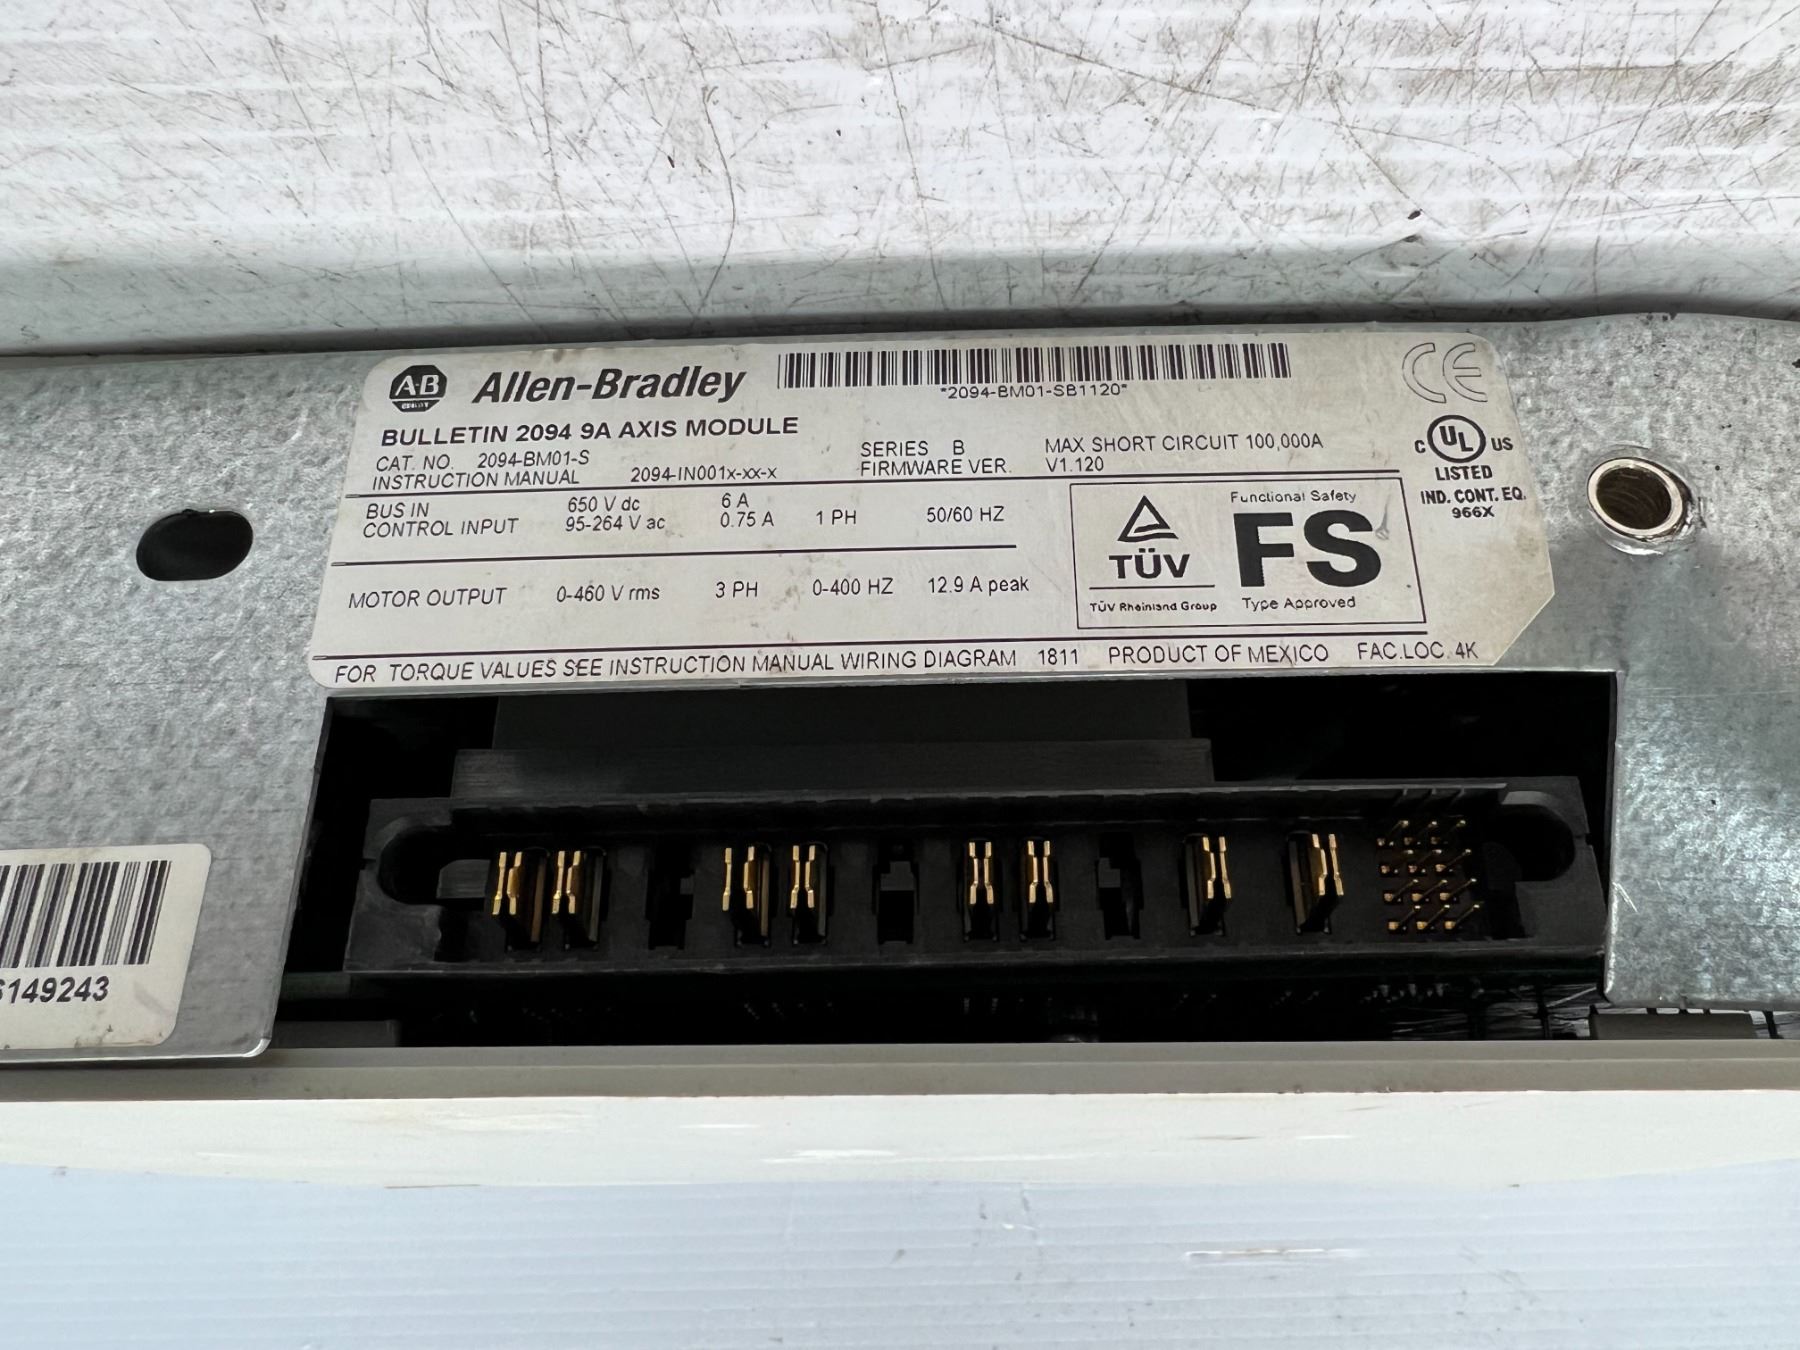 A-B Allen-Bradley
*2094-BM01-SB1120*
CE
BULLETIN 2094 9A AXIS MODULE
CAT. NO. 2094-BM01-S
SERIES B
MAX SHORT CIRCUIT 100,000A
INSTRUCTION MANUAL 2094-IN001x-xx-x
FIRMWARE VER. V1.120
C UL US
LISTED
IND. CONT. EQ.
966X
BUS IN 650 V dc 6 A
CONTROL INPUT 95-264 V ac 0.75 A 1 PH 50/60 HZ
MOTOR OUTPUT 0-460 V rms 3 PH 0-400 HZ 12.9 A peak
TÜV
TÜV Rheinland Group
Functional Safety
FS
Type Approved
FOR TORQUE VALUES SEE INSTRUCTION MANUAL WIRING DIAGRAM 1811 PRODUCT OF MEXICO FAC.LOC. 4K
149243